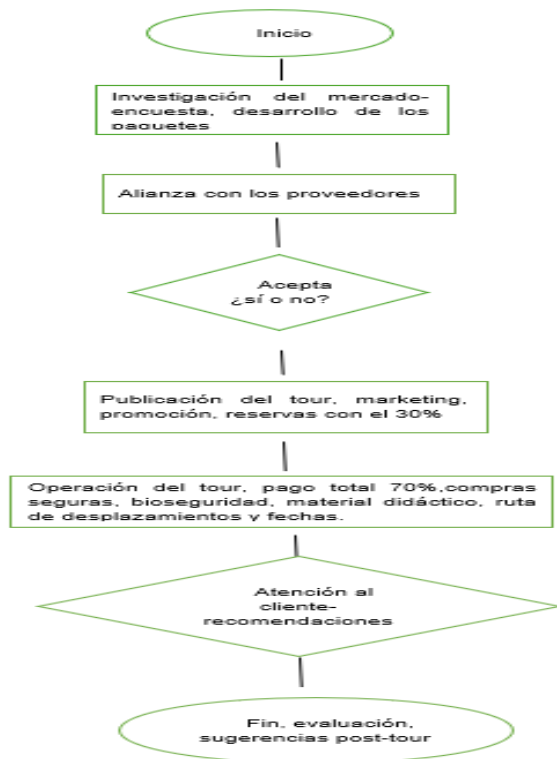 Inicio
Investigación del mercado-
encuesta, desarrollo de los
paquetes
Alianza con los proveedores
Acepta
¿sí o no?
Publicación del tour, marketing,
promoción, reservas con el 30%
Operación del tour, pago total 70%,compras
seguras, bioseguridad, material didáctico, ruta
de desplazamientos y fechas.
Atención al
cliente-
recomendaciones
Fin, evaluación,
sugerencias post-tour